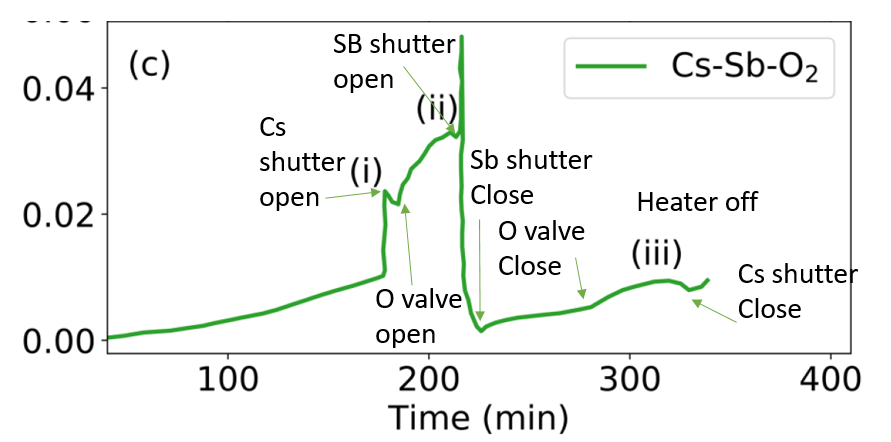 (c)
SB shutter
open
Cs-Sb-O₂
0.04
(ii)
Cs
shutter
open
(i)
Sb shutter
Close
0.02
Heater off
O valve
Close
(iii)
Cs shutter
Close
O valve
open
0.00
100
200
300
400
Time (min)